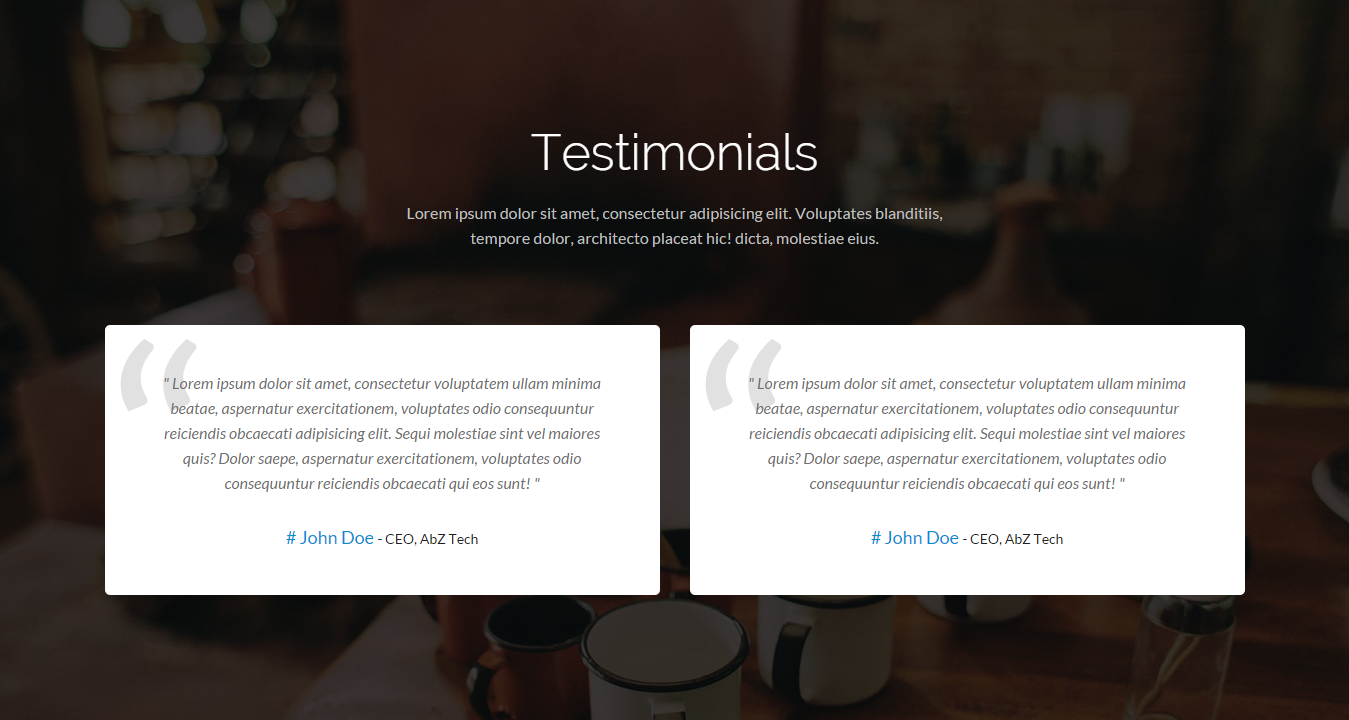 Testimonials
Lorem ipsum dolor sit amet, consectetur adipisicing elit. Voluptates blanditiis,
tempore dolor, architecto placeat hic! dicta, molestiae eius.
" Lorem ipsum dolor sit amet, consectetur voluptatem ullam minima
beatae, aspernatur exercitationem, voluptates odio consequuntur
reiciendis obcaecati adipisicing elit. Sequi molestiae sint vel maiores
quis? Dolor saepe, aspernatur exercitationem, voluptates odio
consequuntur reiciendis obcaecati qui eos sunt! "
# John Doe - CEO, AbZ Tech
" Lorem ipsum dolor sit amet, consectetur voluptatem ullam minima
beatae, aspernatur exercitationem, voluptates odio consequuntur
reiciendis obcaecati adipisicing elit. Sequi molestiae sint vel maiores
quis? Dolor saepe, aspernatur exercitationem, voluptates odio
consequuntur reiciendis obcaecati qui eos sunt! "
# John Doe - CEO, AbZ Tech